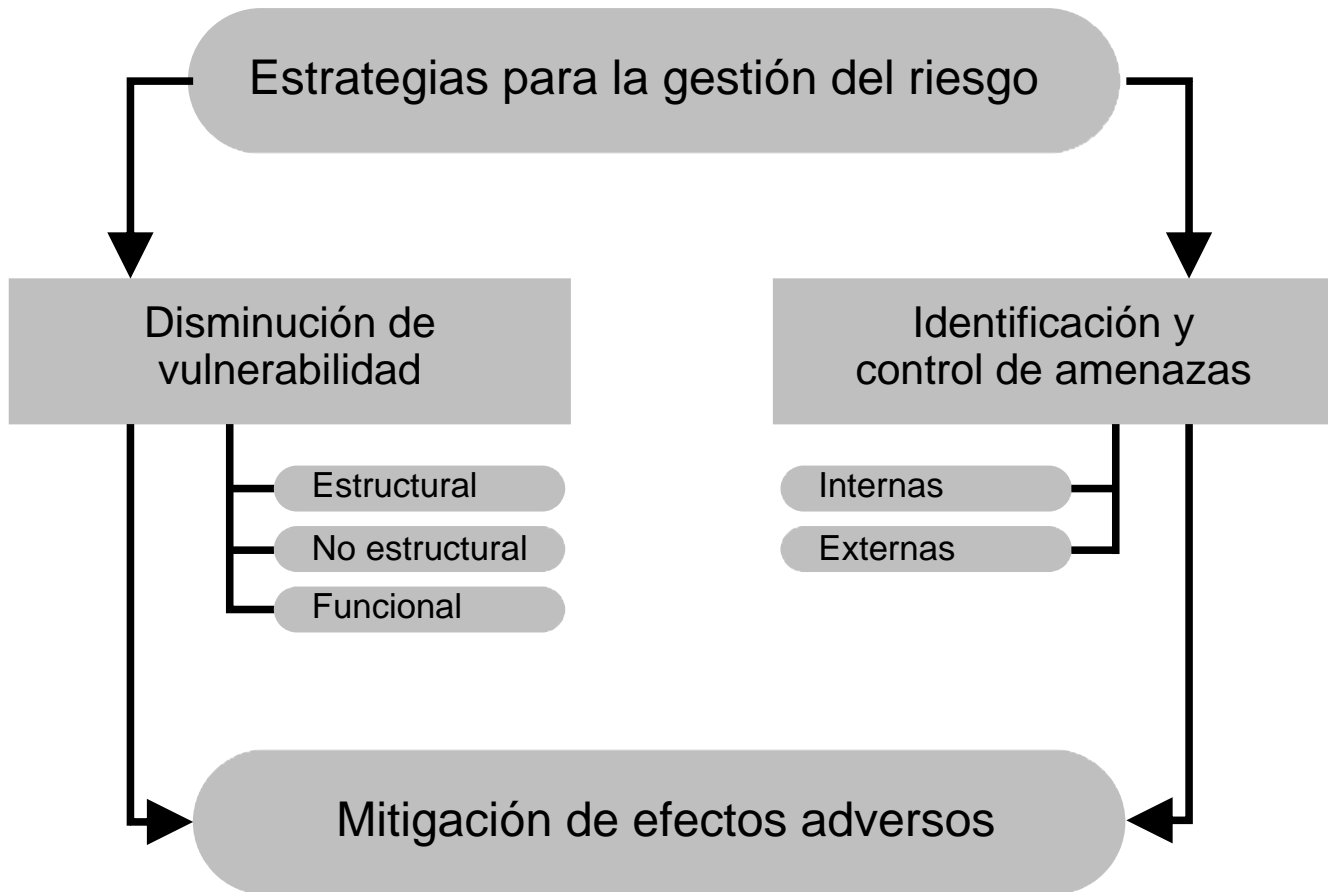 Estrategias para la gestión del riesgo
Disminución de
vulnerabilidad
Estructural
No estructural
Funcional
Identificación y
control de amenazas
Internas
Externas
Mitigación de efectos adversos